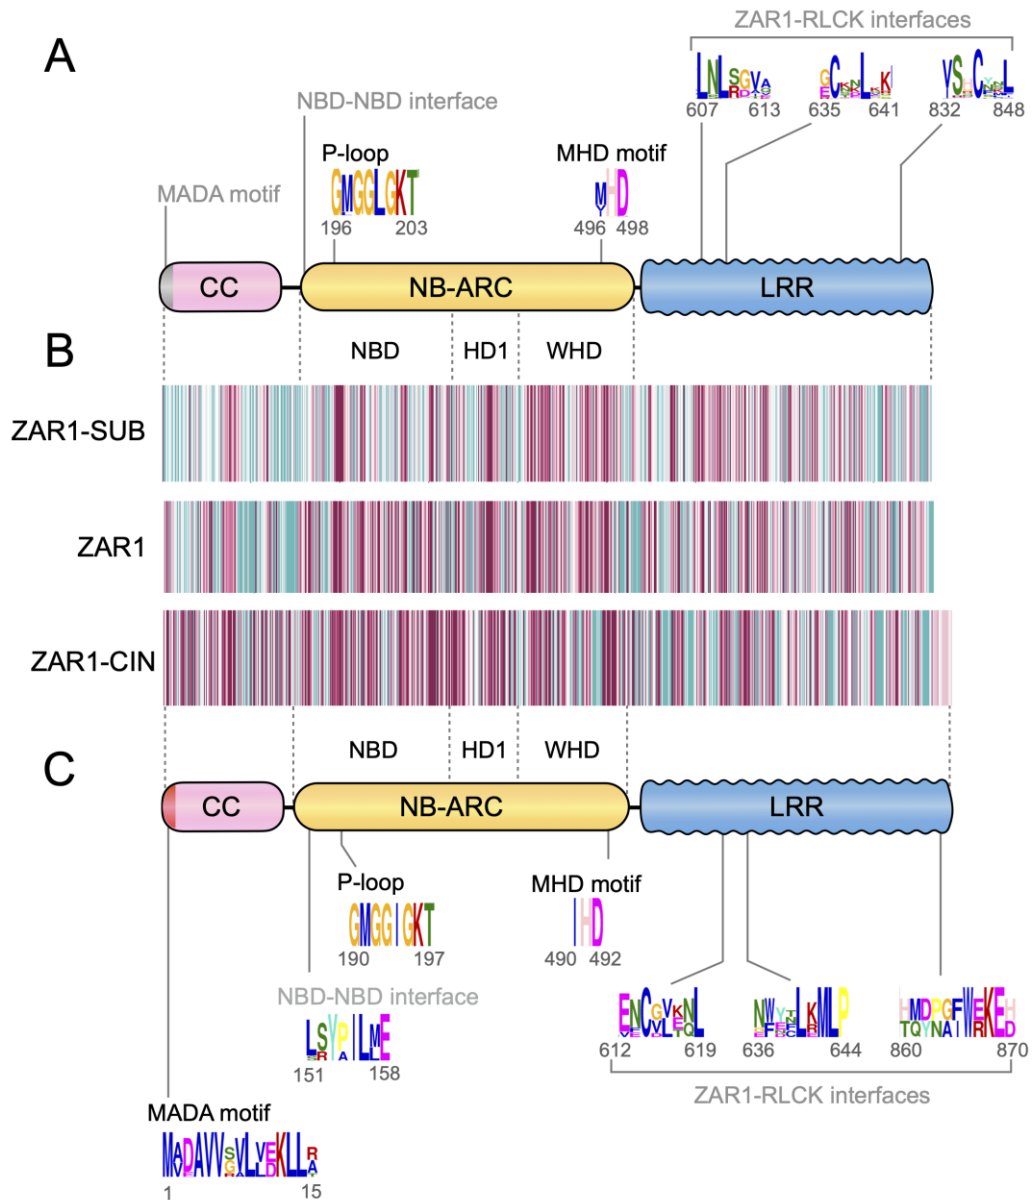 A
ZAR1-RLCK interfaces
NBD-NBD interface
P-loop
MHD motif
MADA motif
GMGGLGKT
HD
607 613 635 641 832 848
196 203
496 498
CC NB-ARC LRR
B
NBD HD1 WHD
ZAR1-SUB
ZAR1
ZAR1-CIN
C
NBD HD1 WHD
CC NB-ARC LRR
P-loop
MHD motif
GMGGIGKT
IHD
190 197
490 492
NBD-NBD interface
151 158
612 619 636 644 860 870
ZAR1-RLCK interfaces
MADA motif
1 15